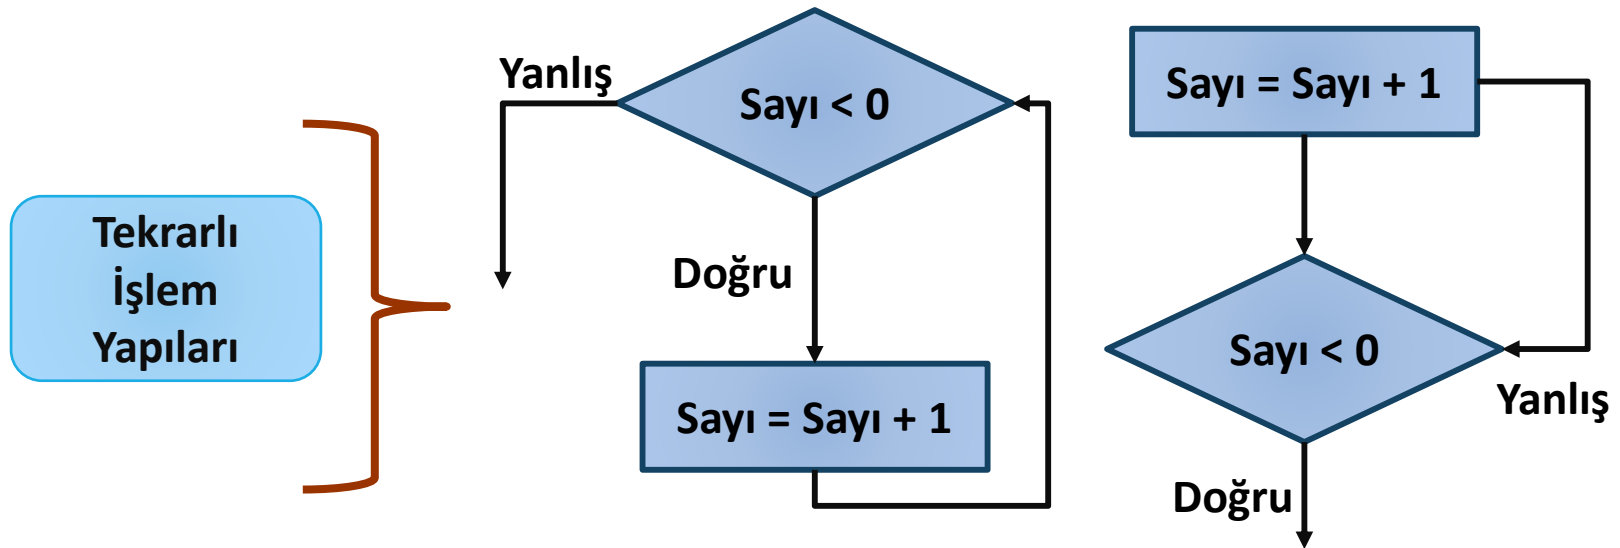 Tekrarlı
İşlem
Yapıları
Yanlış
Sayı < 0
Doğru
Sayı = Sayı + 1
Sayı = Sayı + 1
Sayı < 0
Yanlış
Doğru